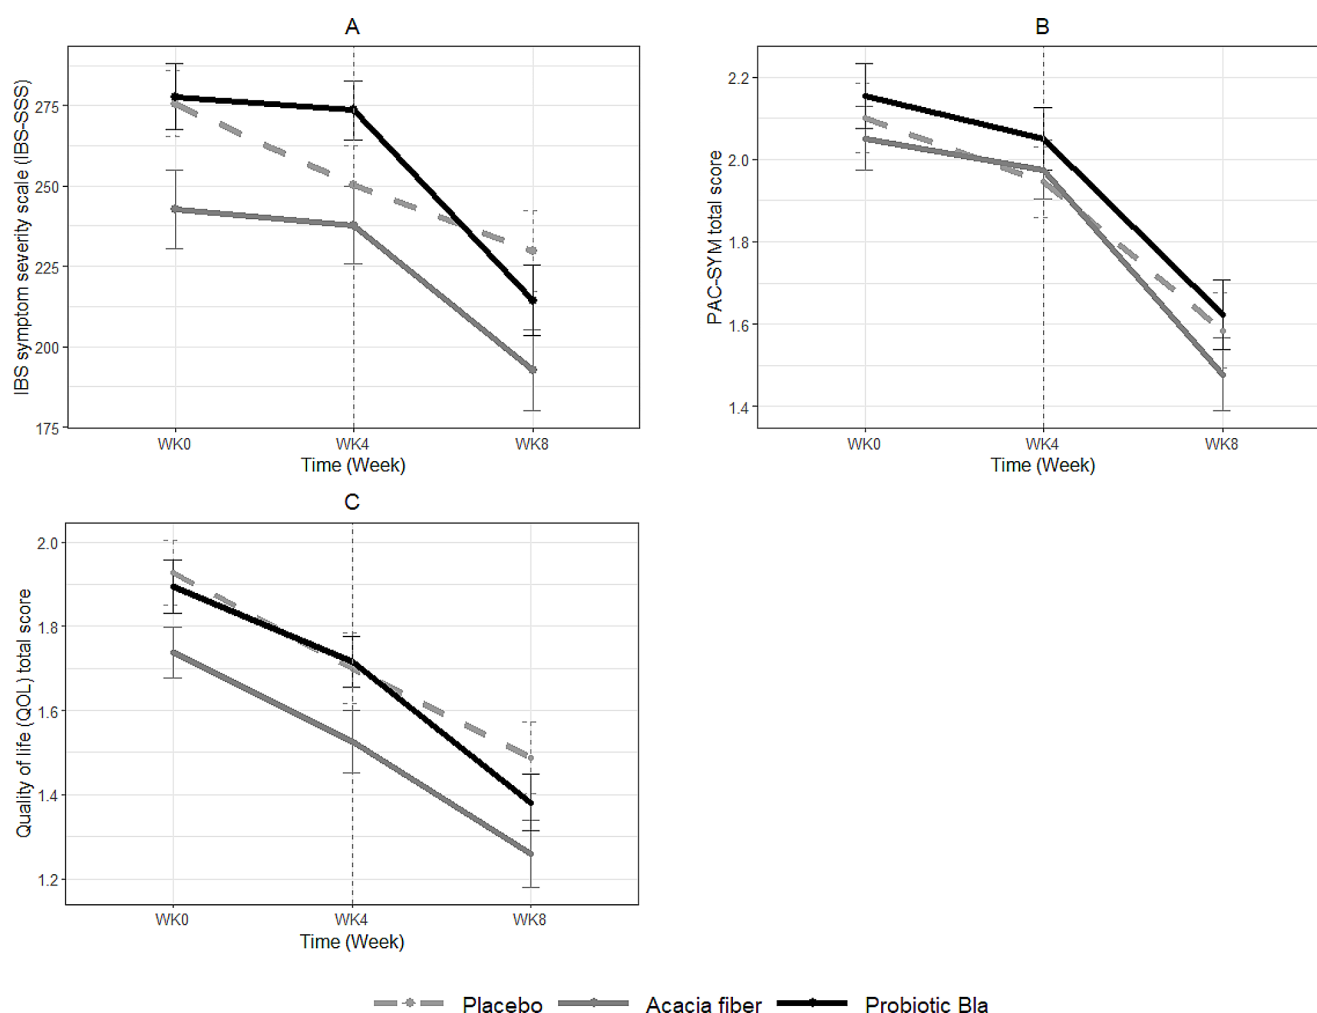 A
IBS symptom severity scale (IBS-SSS)
275
250
225
200
175
WK0 WK4 WK8
Time (Week)
B
PAC-SYM total score
2.2
2.0
1.8
1.6
1.4
WK0 WK4 WK8
Time (Week)
C
Quality of life (QOL) total score
2.0
1.8
1.6
1.4
1.2
WK0 WK4 WK8
Time (Week)
Placebo Acacia fiber Probiotic Bla